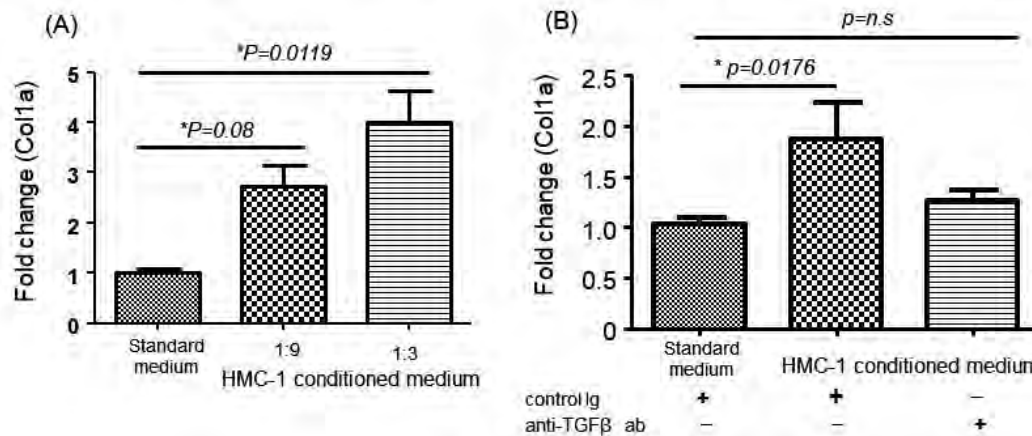 (A)
*P=0.0119
*P=0.08
Fold change (Col1a)
5
4
3
2
1
0
Standard
medium
1:9
1:3
HMC-1 conditioned medium
(B)
p=n.s
* p=0.0176
Fold change (Col1a)
2.5
2.0
1.5
1.0
0.5
0
Standard
medium
HMC-1 conditioned medium
control Ig + + −
anti-TGFβ ab − − +